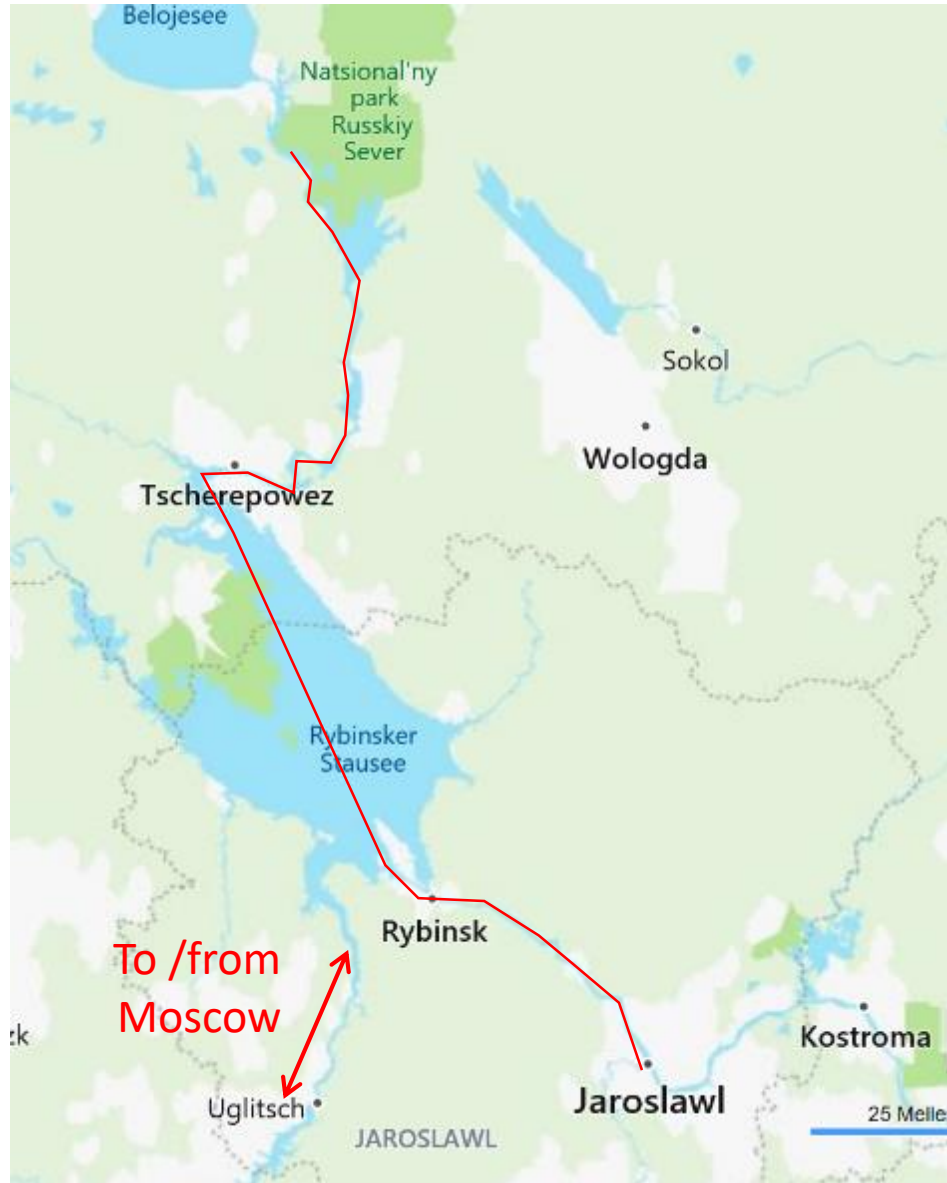 Belojesee
Natsional'ny
park
Russkiy
Sever
Sokol
Wologda
Tscherepowez
Rybinsker
Stausee
Rybinsk
To /from
Moscow
zk
Kostroma
Jaroslawl
Uglitsch
25 Meile
JAROSLAWL